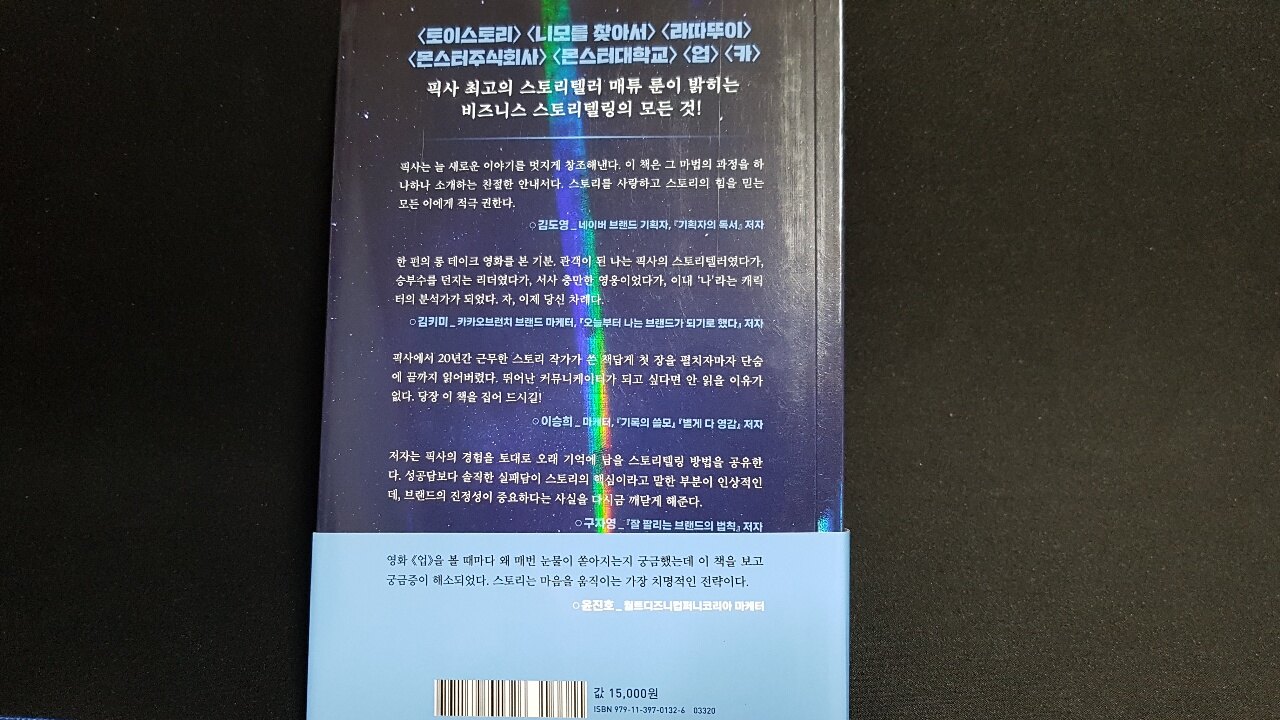 <토이스토리> <니모를 찾아서> <라따뚜이>
<몬스터주식회사> <몬스터대학교> <업> <카>
픽사 최고의 스토리텔러 매튜 룬이 밝히는
비즈니스 스토리텔링의 모든 것!
픽사는 늘 새로운 이야기를 멋지게 창조해낸다. 이 책은 그 마법의 과정을 하
나하나 소개하는 친절한 안내서다. 스토리를 사랑하고 스토리의 힘을 믿는
모든 이에게 적극 권한다.
○김도영_네이버 브랜드 기획자, 『기획자의 독서』 저자
한 편의 롱 테이크 영화를 본 기분. 관객이 된 나는 픽사의 스토리텔러였다가,
승부수를 던지는 리더였다가, 서사 충만한 영웅이었다가, 이내 ‘나’라는 캐릭
터의 분석가가 되었다. 자, 이제 당신 차례다.
○김키미_카카오브런치 브랜드 마케터, 『오늘부터 나는 브랜드가 되기로 했다』 저자
픽사에서 20년간 근무한 스토리 작가가 쓴 책답게 첫 장을 펼치자마자 단숨
에 끝까지 읽어버렸다. 뛰어난 커뮤니케이터가 되고 싶다면 안 읽을 이유가
없다. 당장 이 책을 집어 드시길!
○이승희_마케터, 『기록의 쓸모』 『별게 다 영감』 저자
저자는 픽사의 경험을 토대로 오래 기억에 남을 스토리텔링 방법을 공유한
다. 성공담보다 솔직한 실패담이 스토리의 핵심이라고 말한 부분이 인상적인
데, 브랜드의 진정성이 중요하다는 사실을 다시금 깨닫게 해준다.
○구자영_『잘 팔리는 브랜드의 법칙』 저자
영화 《업》을 볼 때마다 왜 매번 눈물이 쏟아지는지 궁금했는데 이 책을 보고
궁금증이 해소되었다. 스토리는 마음을 움직이는 가장 치명적인 전략이다.
○윤진호_월트디즈니컴퍼니코리아 마케터
값 15,000원
ISBN 979-11-397-0132-6 03320